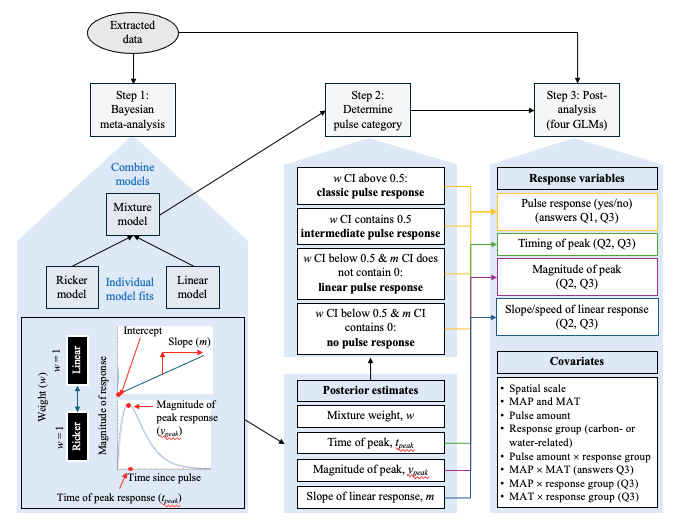 Extracted
data
Step 1:
Bayesian
meta-analysis
Step 2:
Determine
pulse category
Step 3: Post-
analysis
(four GLMs)
Combine
models
Mixture
model
Ricker
model
Individual
model fits
Linear
model
Weight (w)
w = 1
Linear
w = 1
Ricker
Magnitude of response
Intercept
Slope (m)
Magnitude of
peak response
(ypeak)
Time since pulse
Time of peak response (tpeak)
w CI above 0.5:
classic pulse response
w CI contains 0.5
intermediate pulse response
w CI below 0.5 & m CI does
not contain 0:
linear pulse response
w CI below 0.5 & m CI
contains 0:
no pulse response
Posterior estimates
Mixture weight, w
Time of peak, tpeak
Magnitude of peak, ypeak
Slope of linear response, m
Response variables
Pulse response (yes/no)
(answers Q1, Q3)
Timing of peak (Q2, Q3)
Magnitude of peak
(Q2, Q3)
Slope/speed of linear response
(Q2, Q3)
Covariates
• Spatial scale
• MAP and MAT
• Pulse amount
• Response group (carbon- or
water-related)
• Pulse amount × response group
• MAP × MAT (answers Q3)
• MAP × response group (Q3)
• MAT × response group (Q3)